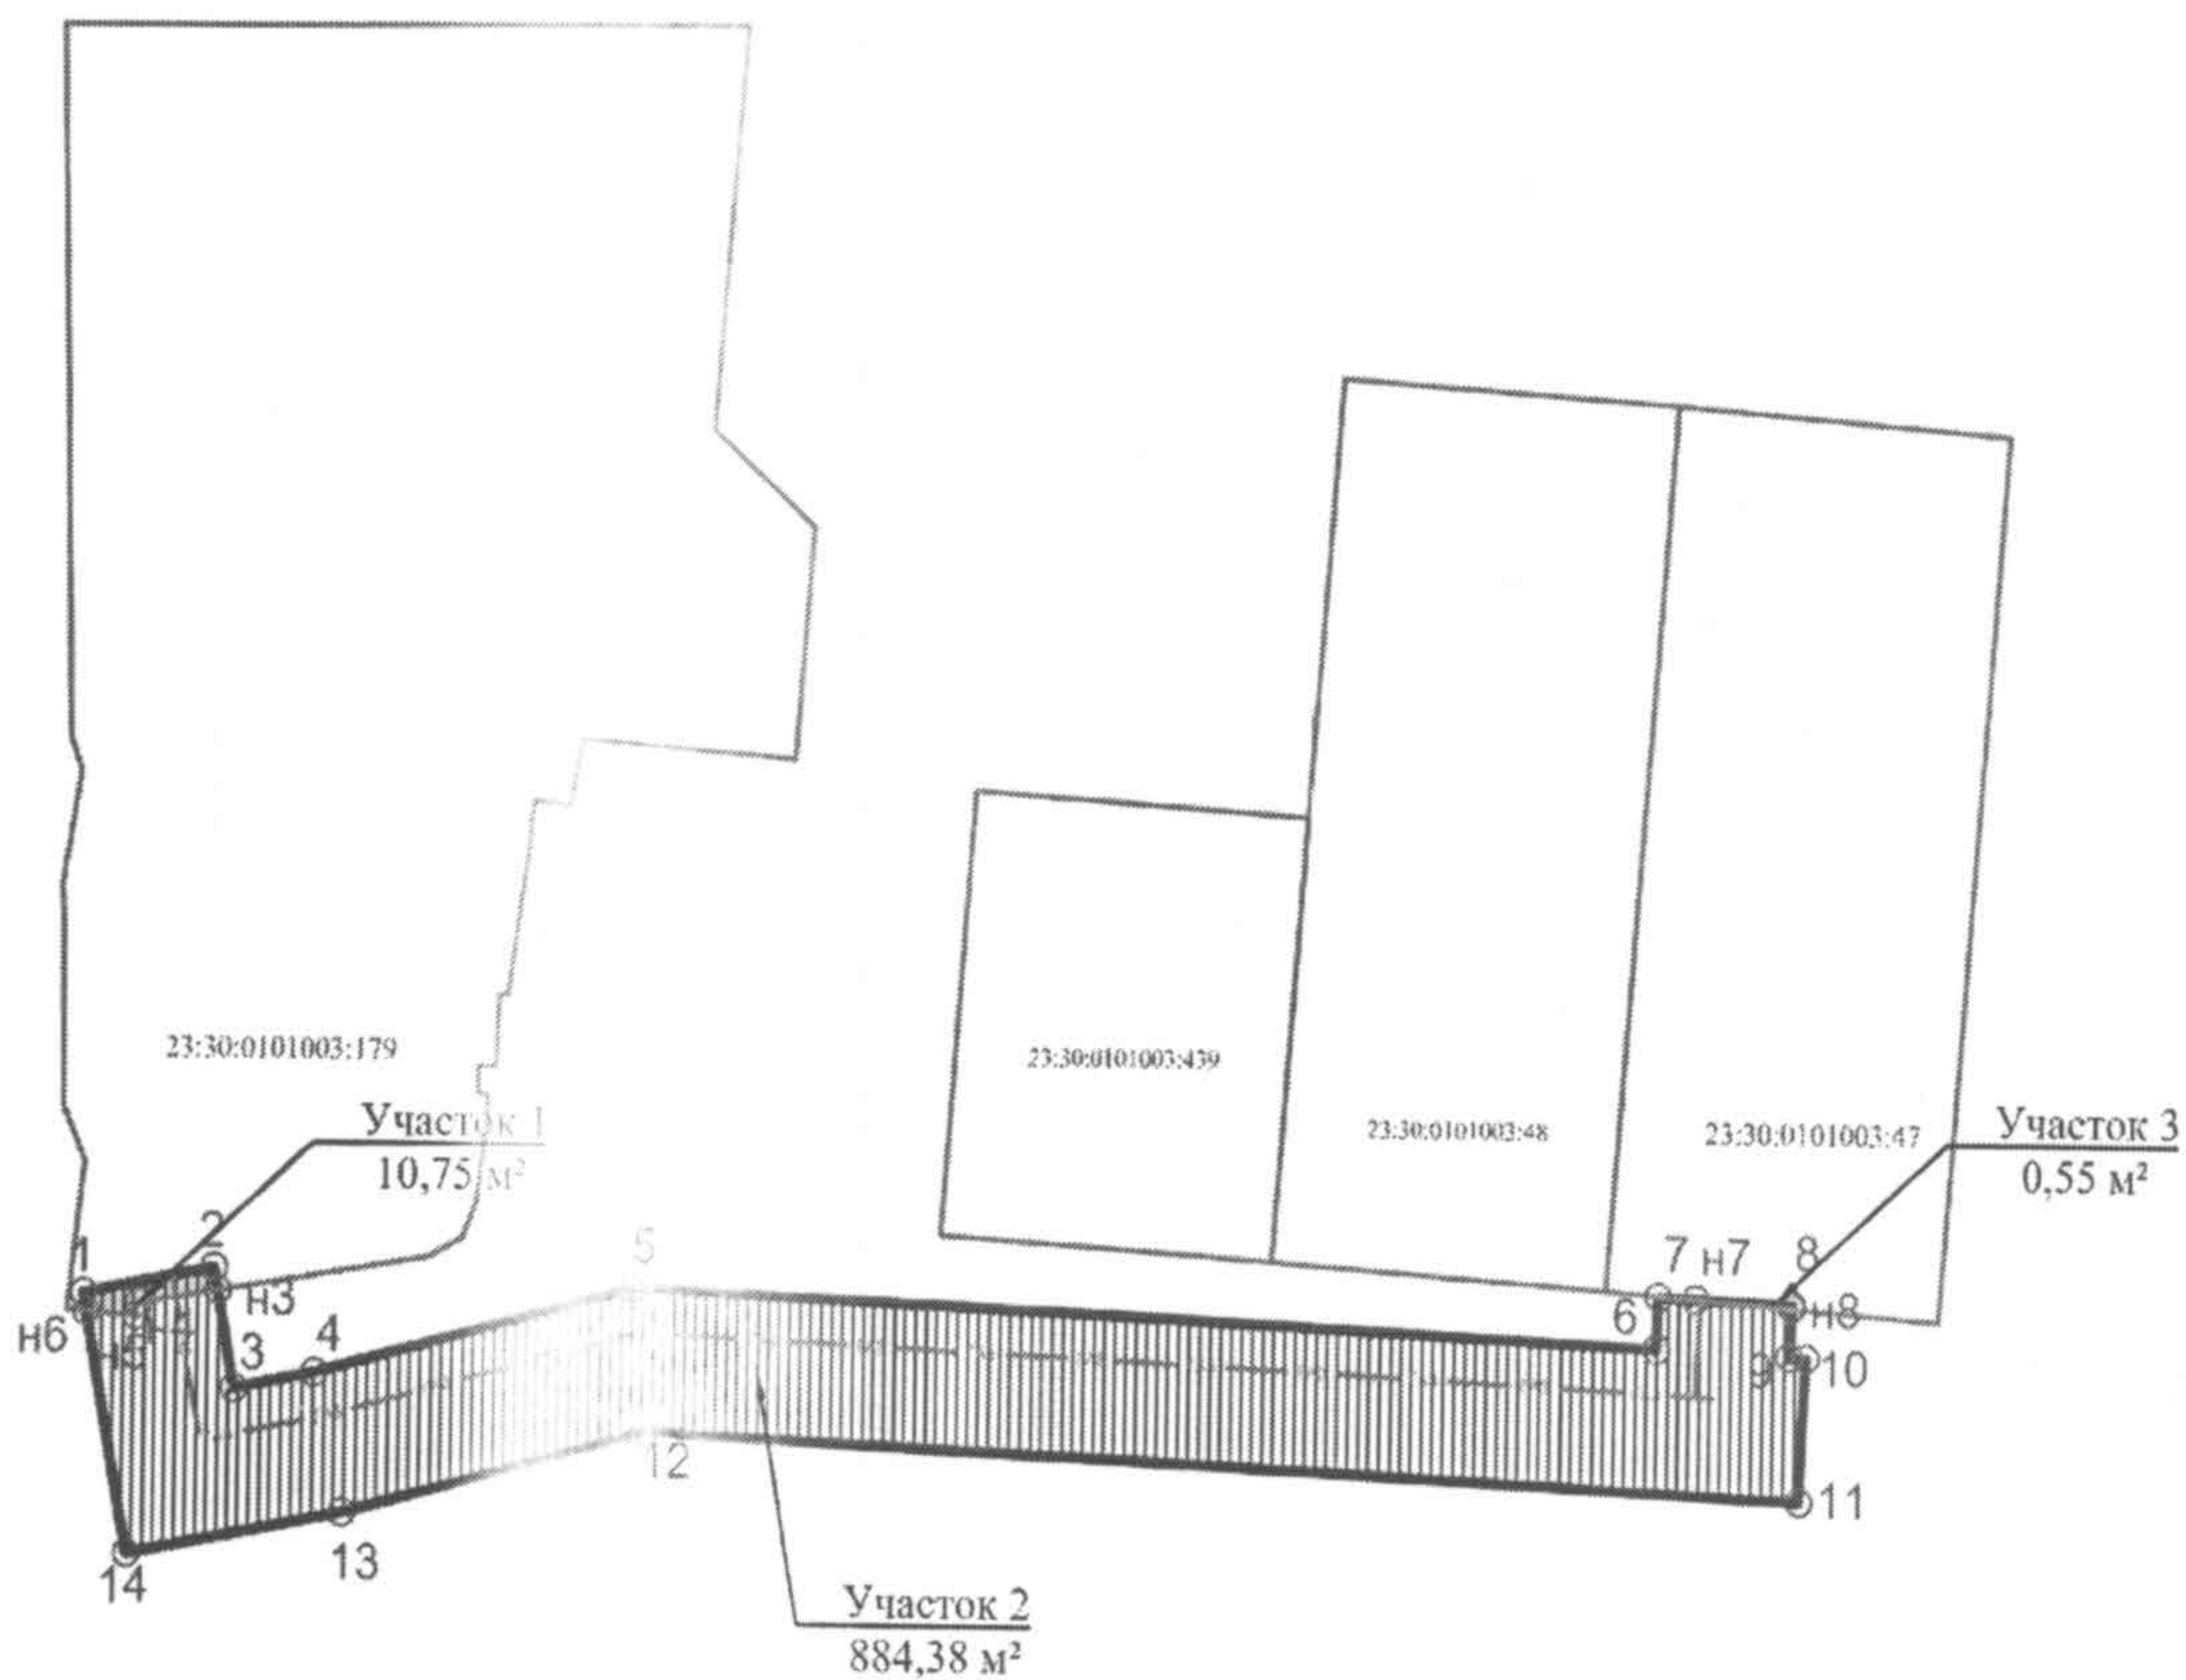 23:30:0101003:179
23:30:0101003:439
Участок 1
10,75 м²
23:30:0101003:48
23:30:0101003:47
Участок 3
0,55 м²
2
1
5
7
н7
8
н3
н6
6
н8
4
3
9
10
12
11
13
14
Участок 2
884,38 м²